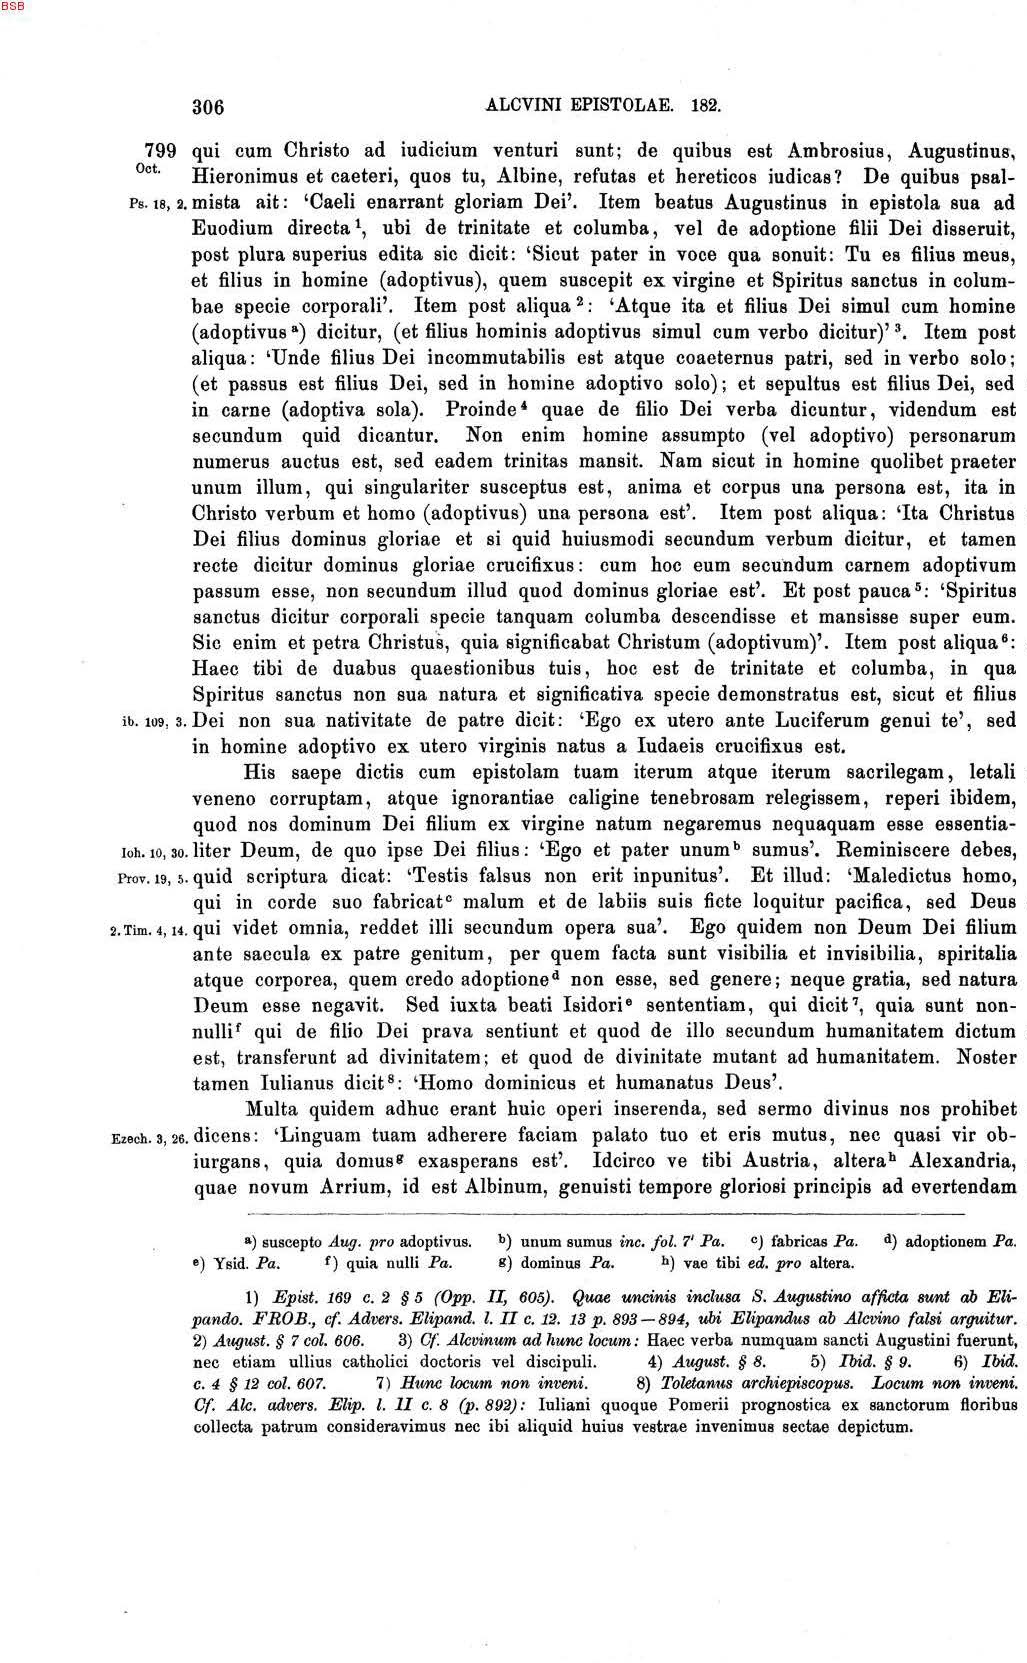 BSB
306 ALCVINI EPISTOLAE. 182.
799 qui cum Christo ad iudicium venturi sunt; de quibus est Ambrosius, Augustinus,
Oct. Hieronimus et caeteri, quos tu, Albine, refutas et hereticos iudicas? De quibus psal-
Ps. 18, 2. mista ait: ‘Caeli enarrant gloriam Dei’. Item beatus Augustinus in epistola sua ad
Euodium directa¹, ubi de trinitate et columba, vel de adoptione filii Dei disseruit,
post plura superius edita sic dicit: ‘Sicut pater in voce qua sonuit: Tu es filius meus,
et filius in homine (adoptivus), quem suscepit ex virgine et Spiritus sanctus in colum-
bae specie corporali’. Item post aliqua²: ‘Atque ita et filius Dei simul cum homine
(adoptivusᵃ) dicitur, (et filius hominis adoptivus simul cum verbo dicitur)’³. Item post
aliqua: ‘Unde filius Dei incommutabilis est atque coaeternus patri, sed in verbo solo;
(et passus est filius Dei, sed in homine adoptivo solo); et sepultus est filius Dei, sed
in carne (adoptiva sola). Proinde⁴ quae de filio Dei verba dicuntur, videndum est
secundum quid dicantur. Non enim homine assumpto (vel adoptivo) personarum
numerus auctus est, sed eadem trinitas mansit. Nam sicut in homine quolibet praeter
unum illum, qui singulariter susceptus est, anima et corpus una persona est, ita in
Christo verbum et homo (adoptivus) una persona est’. Item post aliqua: ‘Ita Christus
Dei filius dominus gloriae et si quid huiusmodi secundum verbum dicitur, et tamen
recte dicitur dominus gloriae crucifixus: cum hoc eum secundum carnem adoptivum
passum esse, non secundum illud quod dominus gloriae est’. Et post pauca⁵: ‘Spiritus
sanctus dicitur corporali specie tanquam columba descendisse et mansisse super eum.
Sic enim et petra Christus, quia significabat Christum (adoptivum)’. Item post aliqua⁶:
Haec tibi de duabus quaestionibus tuis, hoc est de trinitate et columba, in qua
Spiritus sanctus non sua natura et significativa specie demonstratus est, sicut et filius
ib. 109, 3. Dei non sua nativitate de patre dicit: ‘Ego ex utero ante Luciferum genui te’, sed
in homine adoptivo ex utero virginis natus a Iudaeis crucifixus est.
His saepe dictis cum epistolam tuam iterum atque iterum sacrilegam, letali
veneno corruptam, atque ignorantiae caligine tenebrosam relegissem, reperi ibidem,
quod nos dominum Dei filium ex virgine natum negaremus nequaquam esse essentia-
Ioh. 10, 30. liter Deum, de quo ipse Dei filius: ‘Ego et pater unumᵇ sumus’. Reminiscere debes,
Prov. 19, 5. quid scriptura dicat: ‘Testis falsus non erit inpunitus’. Et illud: ‘Maledictus homo,
qui in corde suo fabricatᶜ malum et de labiis suis ficte loquitur pacifica, sed Deus
2. Tim. 4, 14. qui videt omnia, reddet illi secundum opera sua’. Ego quidem non Deum Dei filium
ante saecula ex patre genitum, per quem facta sunt visibilia et invisibilia, spiritalia
atque corporea, quem credo adoptioneᵈ non esse, sed genere; neque gratia, sed natura
Deum esse negavit. Sed iuxta beati Isidoriᵉ sententiam, qui dicit⁷, quia sunt non-
nulliᶠ qui de filio Dei prava sentiunt et quod de illo secundum humanitatem dictum
est, transferunt ad divinitatem; et quod de divinitate mutant ad humanitatem. Noster
tamen Iulianus dicit⁸: ‘Homo dominicus et humanatus Deus’.
Multa quidem adhuc erant huic operi inserenda, sed sermo divinus nos prohibet
Ezech. 3, 26. dicens: ‘Linguam tuam adherere faciam palato tuo et eris mutus, nec quasi vir ob-
iurgans, quia domusᵍ exasperans est’. Idcirco ve tibi Austria, alteraʰ Alexandria,
quae novum Arrium, id est Albinum, genuisti tempore gloriosi principis ad evertendam
a) suscepto Aug. pro adoptivus. b) unum sumus inc. fol. 7' Pa. c) fabricas Pa. d) adoptionem Pa.
e) Ysid. Pa. f) quia nulli Pa. g) dominus Pa. h) vae tibi ed. pro altera.
1) Epist. 169 c. 2 § 5 (Opp. II, 605). Quae uncinis inclusa S. Augustino afficta sunt ab Eli-
pando. FROB., cf. Advers. Elipand. l. II c. 12. 13 p. 893—894, ubi Elipandus ab Alcvino falsi arguitur.
2) August. § 7 col. 606. 3) Cf. Alcvinum ad hunc locum: Haec verba numquam sancti Augustini fuerunt,
nec etiam ullius catholici doctoris vel discipuli. 4) August. § 8. 5) Ibid. § 9. 6) Ibid.
c. 4 § 12 col. 607. 7) Hunc locum non inveni. 8) Toletanus archiepiscopus. Locum non inveni.
Cf. Alc. advers. Elip. l. II c. 8 (p. 892): Iuliani quoque Pomerii prognostica ex sanctorum floribus
collecta patrum consideravimus nec ibi aliquid huius vestrae invenimus sectae depictum.